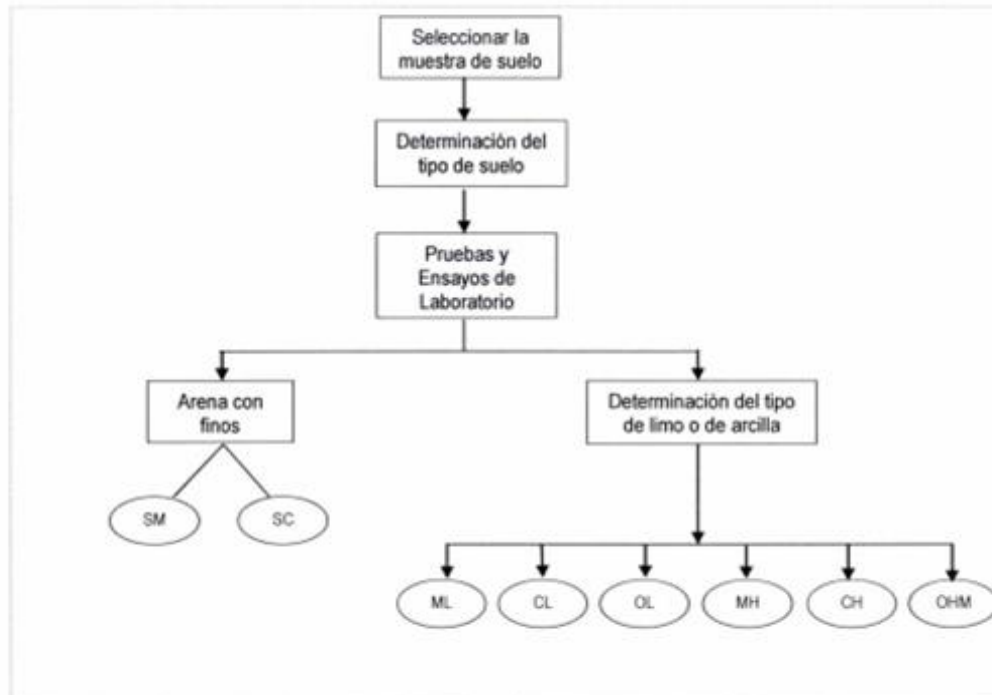 Seleccionar la
muestra de suelo
Determinación del
tipo de suelo
Pruebas y
Ensayos de
Laboratorio
Arena con
finos
Determinación del tipo
de limo o de arcilla
SM
SC
ML
CL
OL
MH
CH
OHM